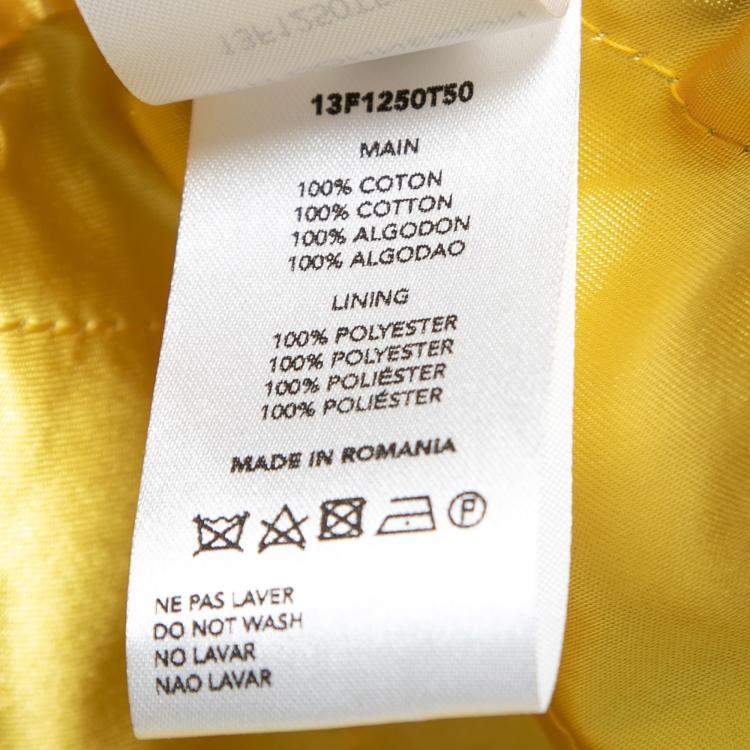 13F1250T50
MAIN
100% COTON
100% COTTON
100% ALGODON
100% ALGODAO
LINING
100% POLYESTER
100% POLYESTER
100% POLIÉSTER
100% POLIÉSTER
MADE IN ROMANIA
P
NE PAS LAVER
DO NOT WASH
NO LAVAR
NAO LAVAR